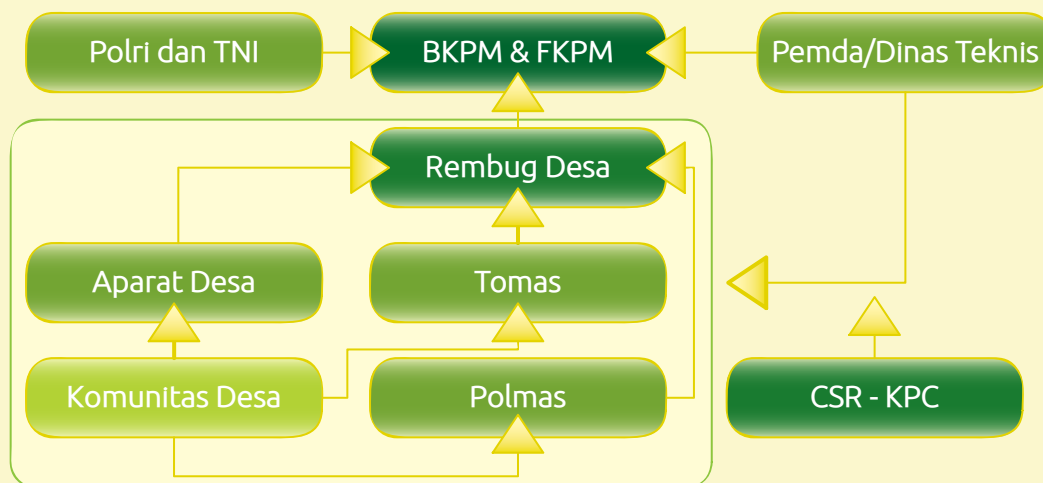 Polri dan TNI
BKPM & FKPM
Pemda/Dinas Teknis
Rembug Desa
Aparat Desa
Tomas
Komunitas Desa
Polmas
CSR - KPC